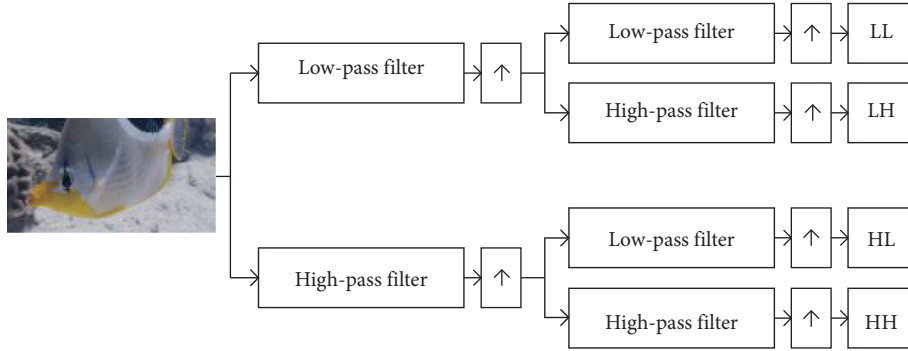 Low-pass filter
↑
Low-pass filter
↑
LL
High-pass filter
↑
LH
High-pass filter
↑
Low-pass filter
↑
HL
High-pass filter
↑
HH